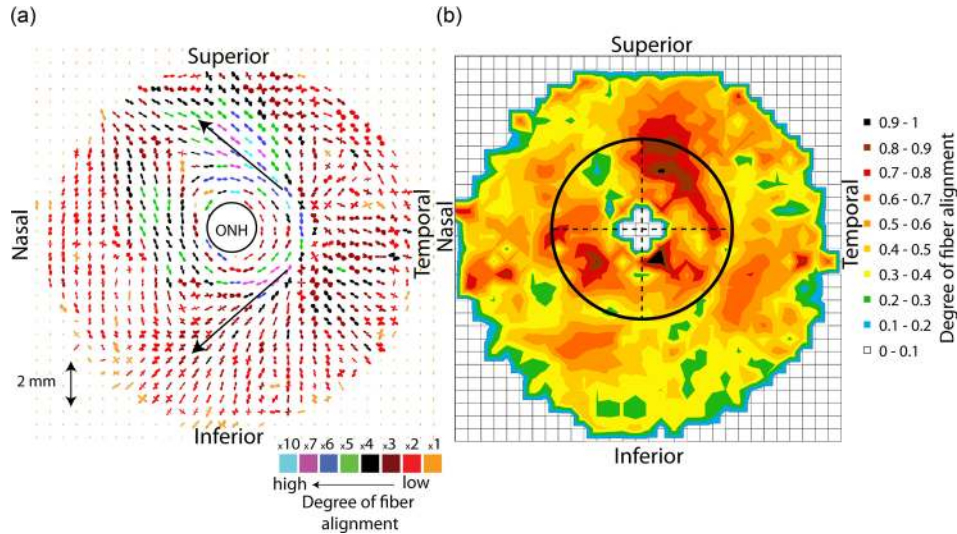 (a)
Superior
Nasal
ONH
Temporal
2 mm
Inferior
x10 x7 x6 x5 x4 x3 x2 x1
high low
Degree of fiber
alignment
(b)
Superior
Nasal
Temporal
Inferior
0.9 - 1
0.8 - 0.9
0.7 - 0.8
0.6 - 0.7
0.5 - 0.6
0.4 - 0.5
0.3 - 0.4
0.2 - 0.3
0.1 - 0.2
0 - 0.1
Degree of fiber alignment